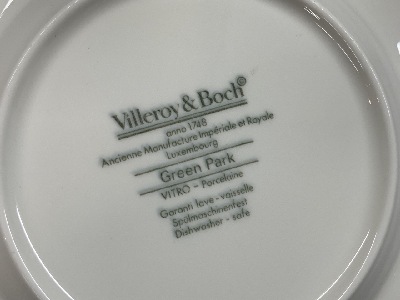 Villeroy & Boch©
anno 1748
Ancienne Manufacture Impériale et Royale
Luxembourg
Green Park
VITRO - Porcelaine
Garanti lave - vaisselle
Spülmaschinenfest
Dishwasher - safe